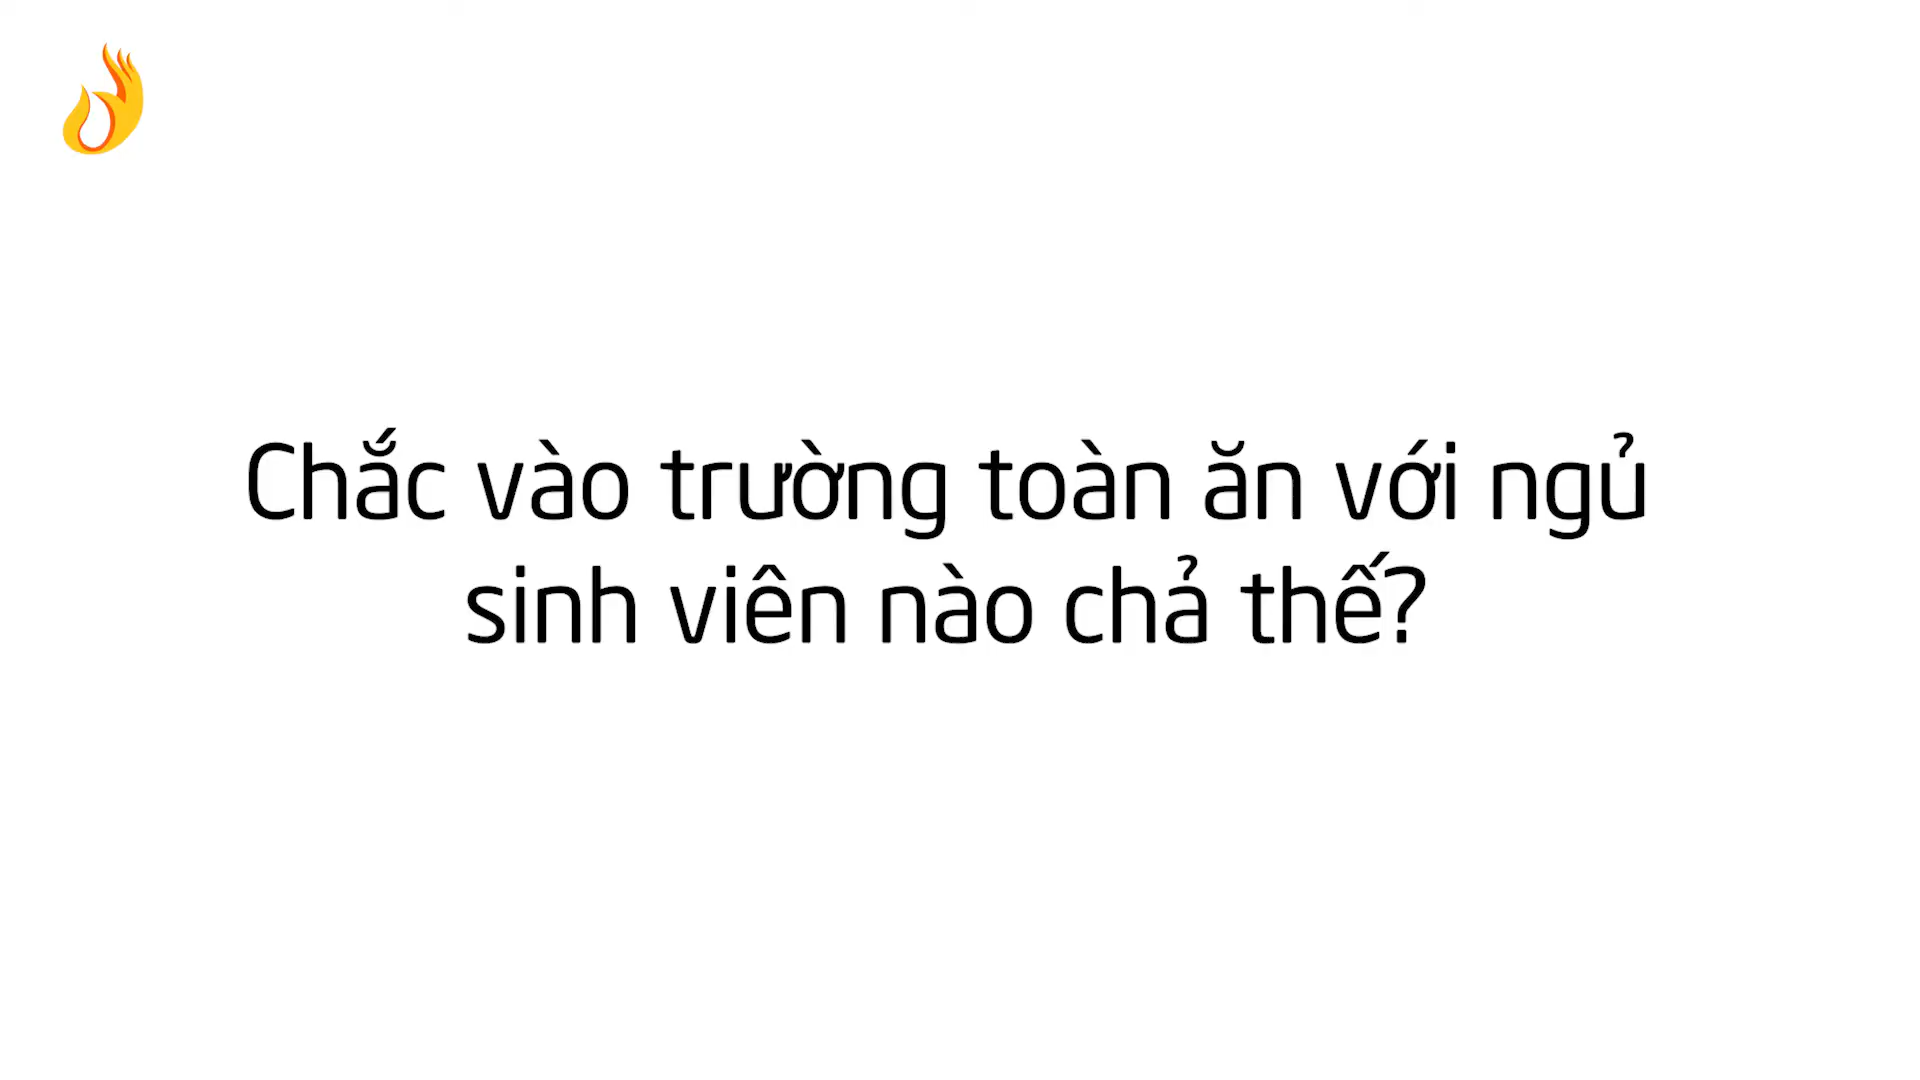 Chắc vào trường toàn ăn với ngủ
sinh viên nào chả thế?